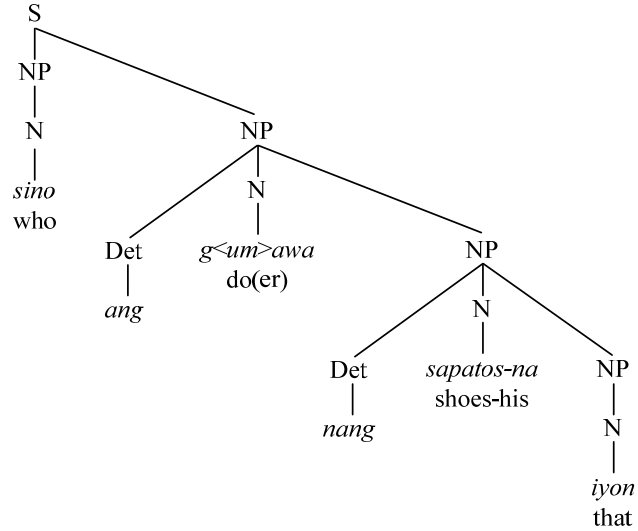 S
NP
N
NP
sino
who
N
Det
g<um>awa
do(er)
NP
ang
N
Det
sapatos-na
shoes-his
NP
nang
N
iyon
that